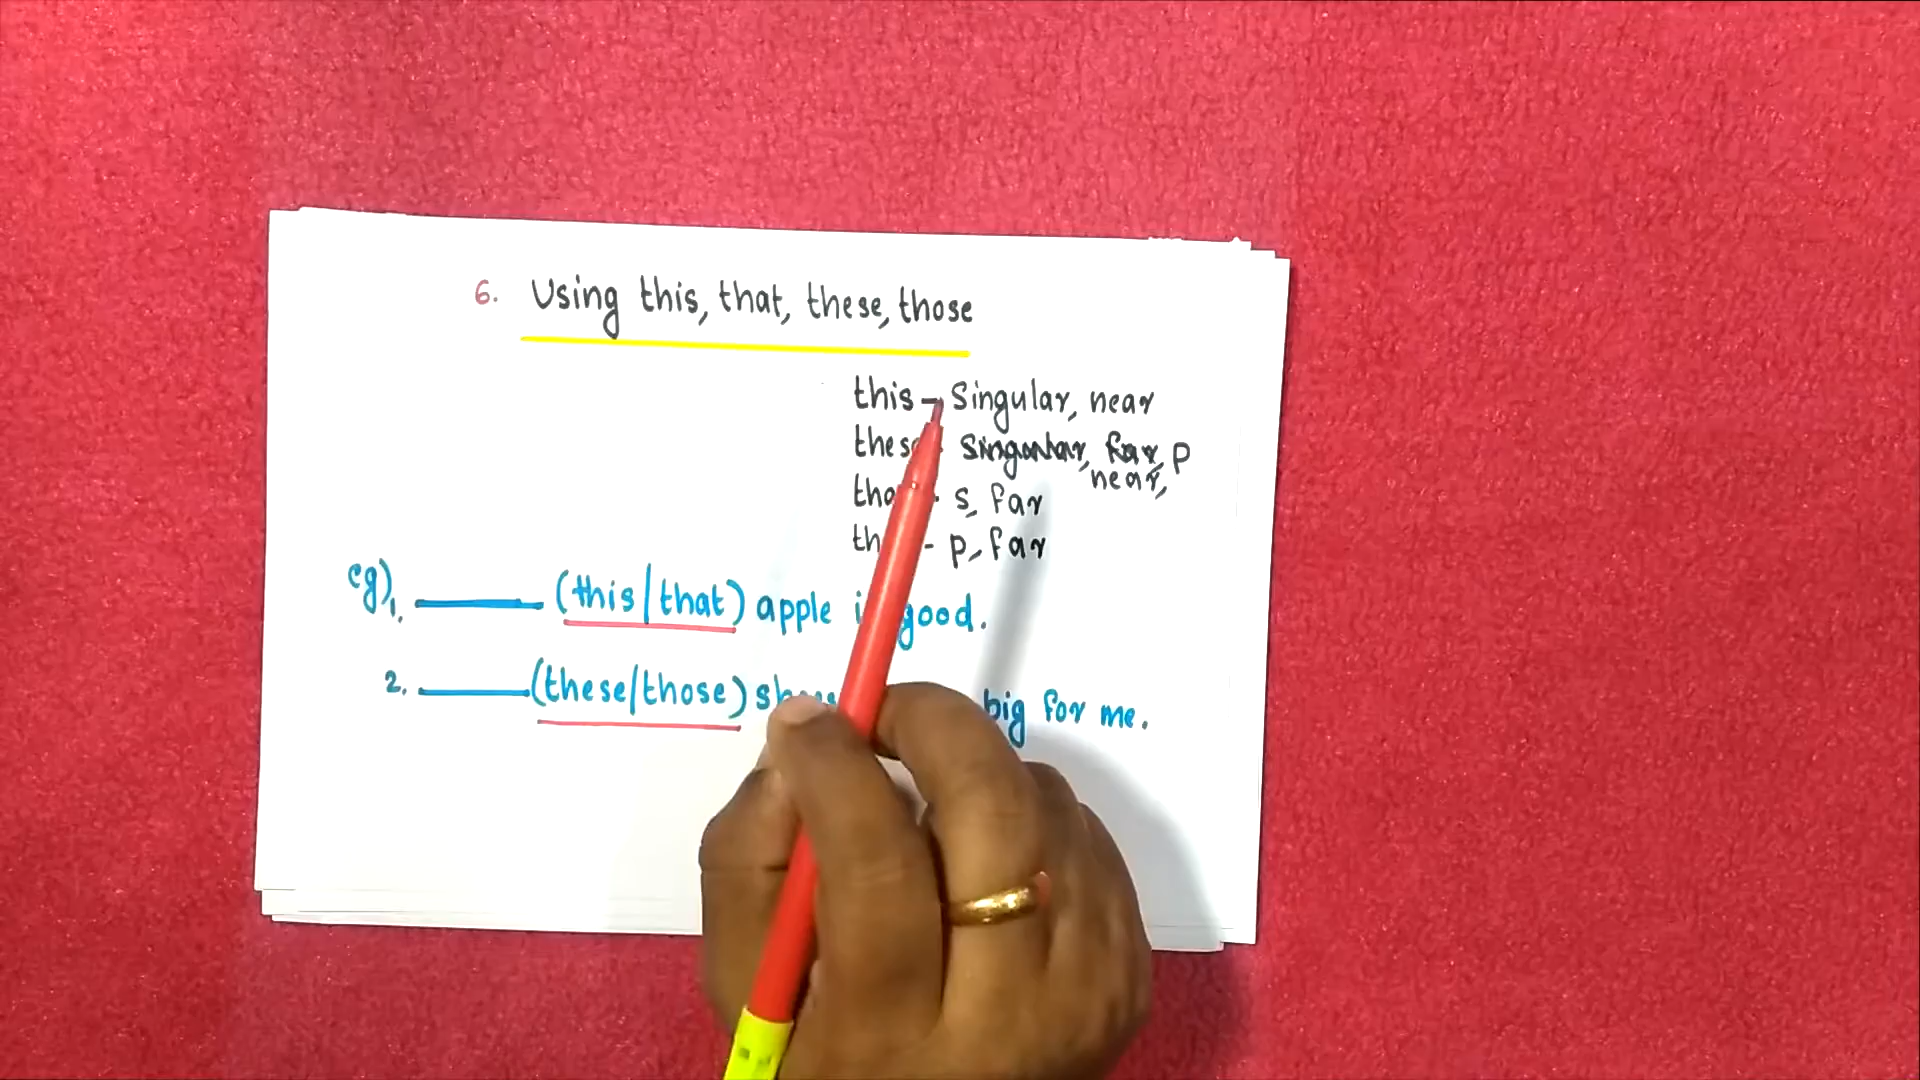 6. Using this, that, these, those
this - Singular, near
these - far, P
near,
- s, far
- p, far
eg) 1. ______ (this/that) apple good.
2. ______ (these/those) big for me.